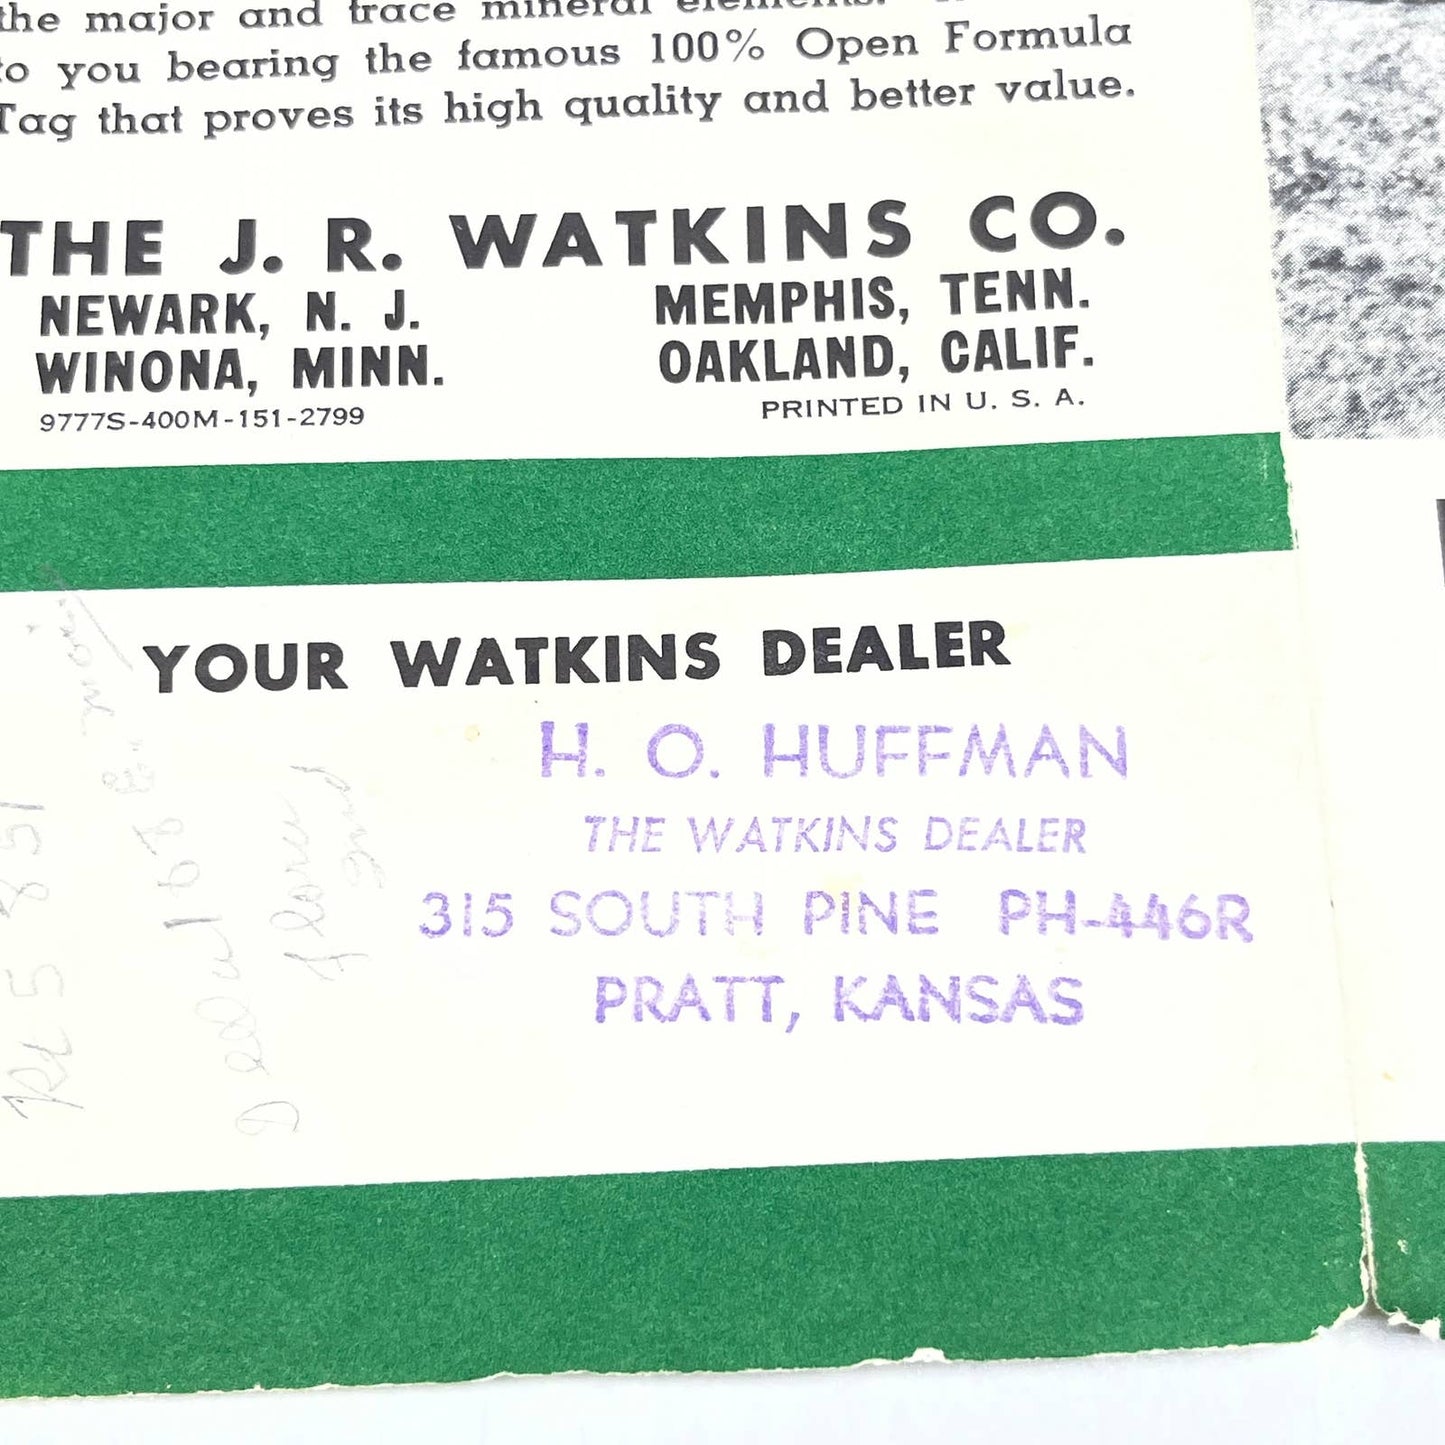 the major and trace mineral elements.
to you bearing the famous 100% Open Formula
Tag that proves its high quality and better value.
THE J. R. WATKINS CO.
NEWARK, N. J. MEMPHIS, TENN.
WINONA, MINN. OAKLAND, CALIF.
9777S-400M-151-2799 PRINTED IN U. S. A.
YOUR WATKINS DEALER
H. O. HUFFMAN
THE WATKINS DEALER
315 SOUTH PINE PH-446R
PRATT, KANSAS